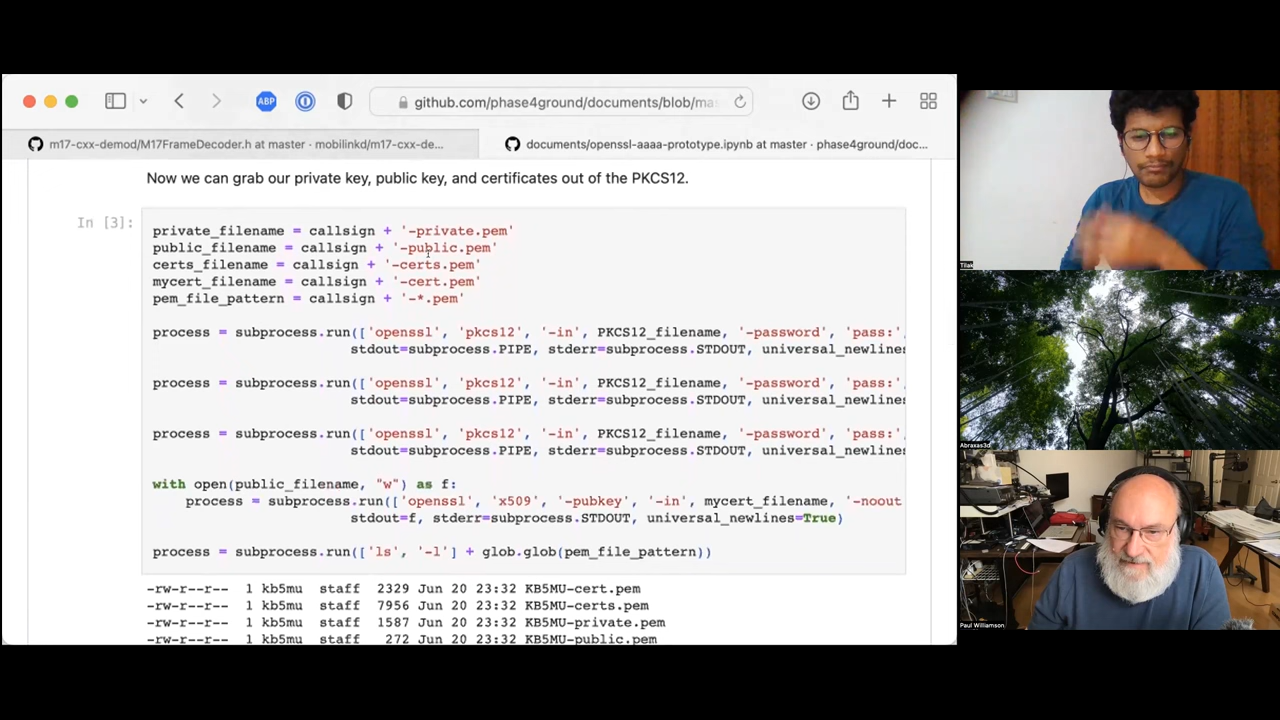 ABP
github.com/phase4ground/documents/blob/mas
m17-cxx-demod/M17FrameDecoder.h at master · mobilinkd/m17-cxx-de...
documents/openssl-aaaa-prototype.ipynb at master · phase4ground/doc...
Now we can grab our private key, public key, and certificates out of the PKCS12.
In [3]:
private_filename = callsign + '-private.pem'
public_filename = callsign + '-public.pem'
certs_filename = callsign + '-certs.pem'
mycert_filename = callsign + '-cert.pem'
pem_file_pattern = callsign + '-*.pem'
process = subprocess.run(['openssl', 'pkcs12', '-in', PKCS12_filename, '-password', 'pass:',
stdout=subprocess.PIPE, stderr=subprocess.STDOUT, universal_newlines
process = subprocess.run(['openssl', 'pkcs12', '-in', PKCS12_filename, '-password', 'pass:',
stdout=subprocess.PIPE, stderr=subprocess.STDOUT, universal_newlines
process = subprocess.run(['openssl', 'pkcs12', '-in', PKCS12_filename, '-password', 'pass:',
stdout=subprocess.PIPE, stderr=subprocess.STDOUT, universal_newlines
with open(public_filename, "w") as f:
process = subprocess.run(['openssl', 'x509', '-pubkey', '-in', mycert_filename, '-noout
stdout=f, stderr=subprocess.STDOUT, universal_newlines=True)
process = subprocess.run(['ls', '-l'] + glob.glob(pem_file_pattern))
-rw-r--r-- 1 kb5mu staff 2329 Jun 20 23:32 KB5MU-cert.pem
-rw-r--r-- 1 kb5mu staff 7956 Jun 20 23:32 KB5MU-certs.pem
-rw-r--r-- 1 kb5mu staff 1587 Jun 20 23:32 KB5MU-private.pem
-rw-r--r-- 1 kb5mu staff 272 Jun 20 23:32 KB5MU-public.pem
Tilak
Abraxas3d
Paul Williamson